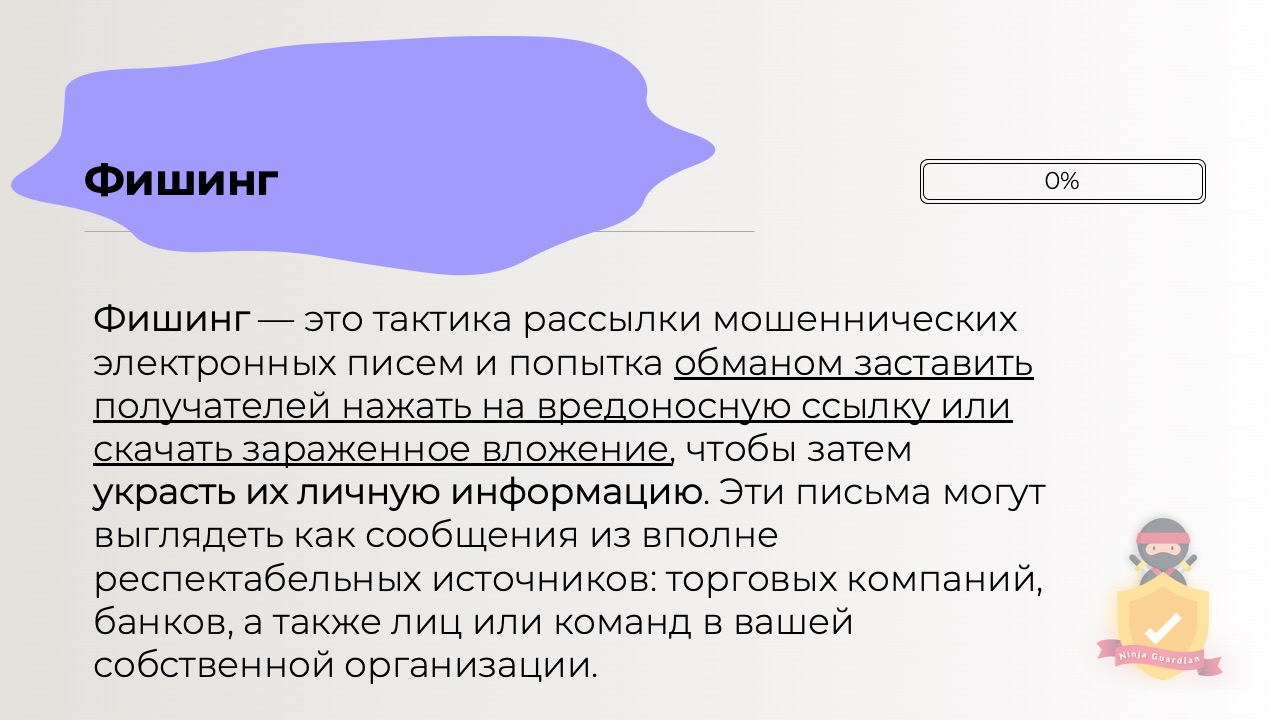 Фишинг
0%
Фишинг — это тактика рассылки мошеннических
электронных писем и попытка обманом заставить
получателей нажать на вредоносную ссылку или
скачать зараженное вложение, чтобы затем
украсть их личную информацию. Эти письма могут
выглядеть как сообщения из вполне
респектабельных источников: торговых компаний,
банков, а также лиц или команд в вашей
собственной организации.
Ninja Guardian